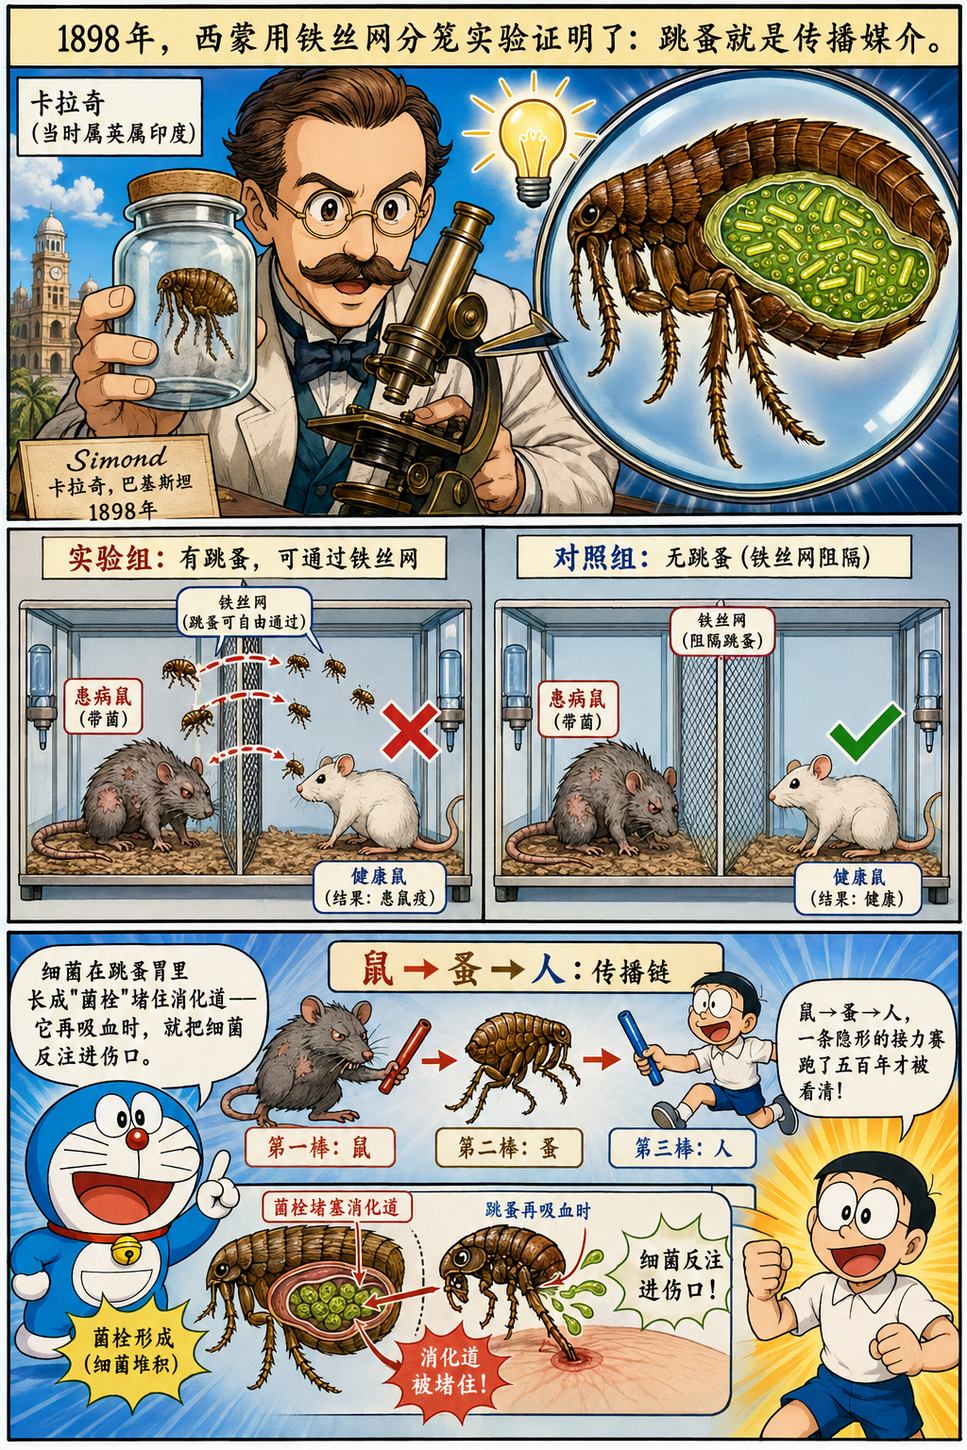 1898年，西蒙用铁丝网分笼实验证明了：跳蚤就是传播媒介。
卡拉奇
（当时属英属印度）
Simond
卡拉奇，巴基斯坦
1898年
实验组：有跳蚤，可通过铁丝网
铁丝网
（跳蚤可自由通过）
患病鼠
（带菌）
健康鼠
（结果：患鼠疫）
对照组：无跳蚤（铁丝网阻隔）
铁丝网
（阻隔跳蚤）
患病鼠
（带菌）
健康鼠
（结果：健康）
细菌在跳蚤胃里
长成"菌栓"堵住消化道——
它再吸血时，就把细菌
反注进伤口。
鼠→蚤→人：传播链
鼠→蚤→人，
一条隐形的接力赛
跑了五百年才被
看清！
第一棒：鼠
第二棒：蚤
第三棒：人
菌栓堵塞消化道
跳蚤再吸血时
细菌反注
进伤口！
菌栓形成
（细菌堆积）
消化道
被堵住！